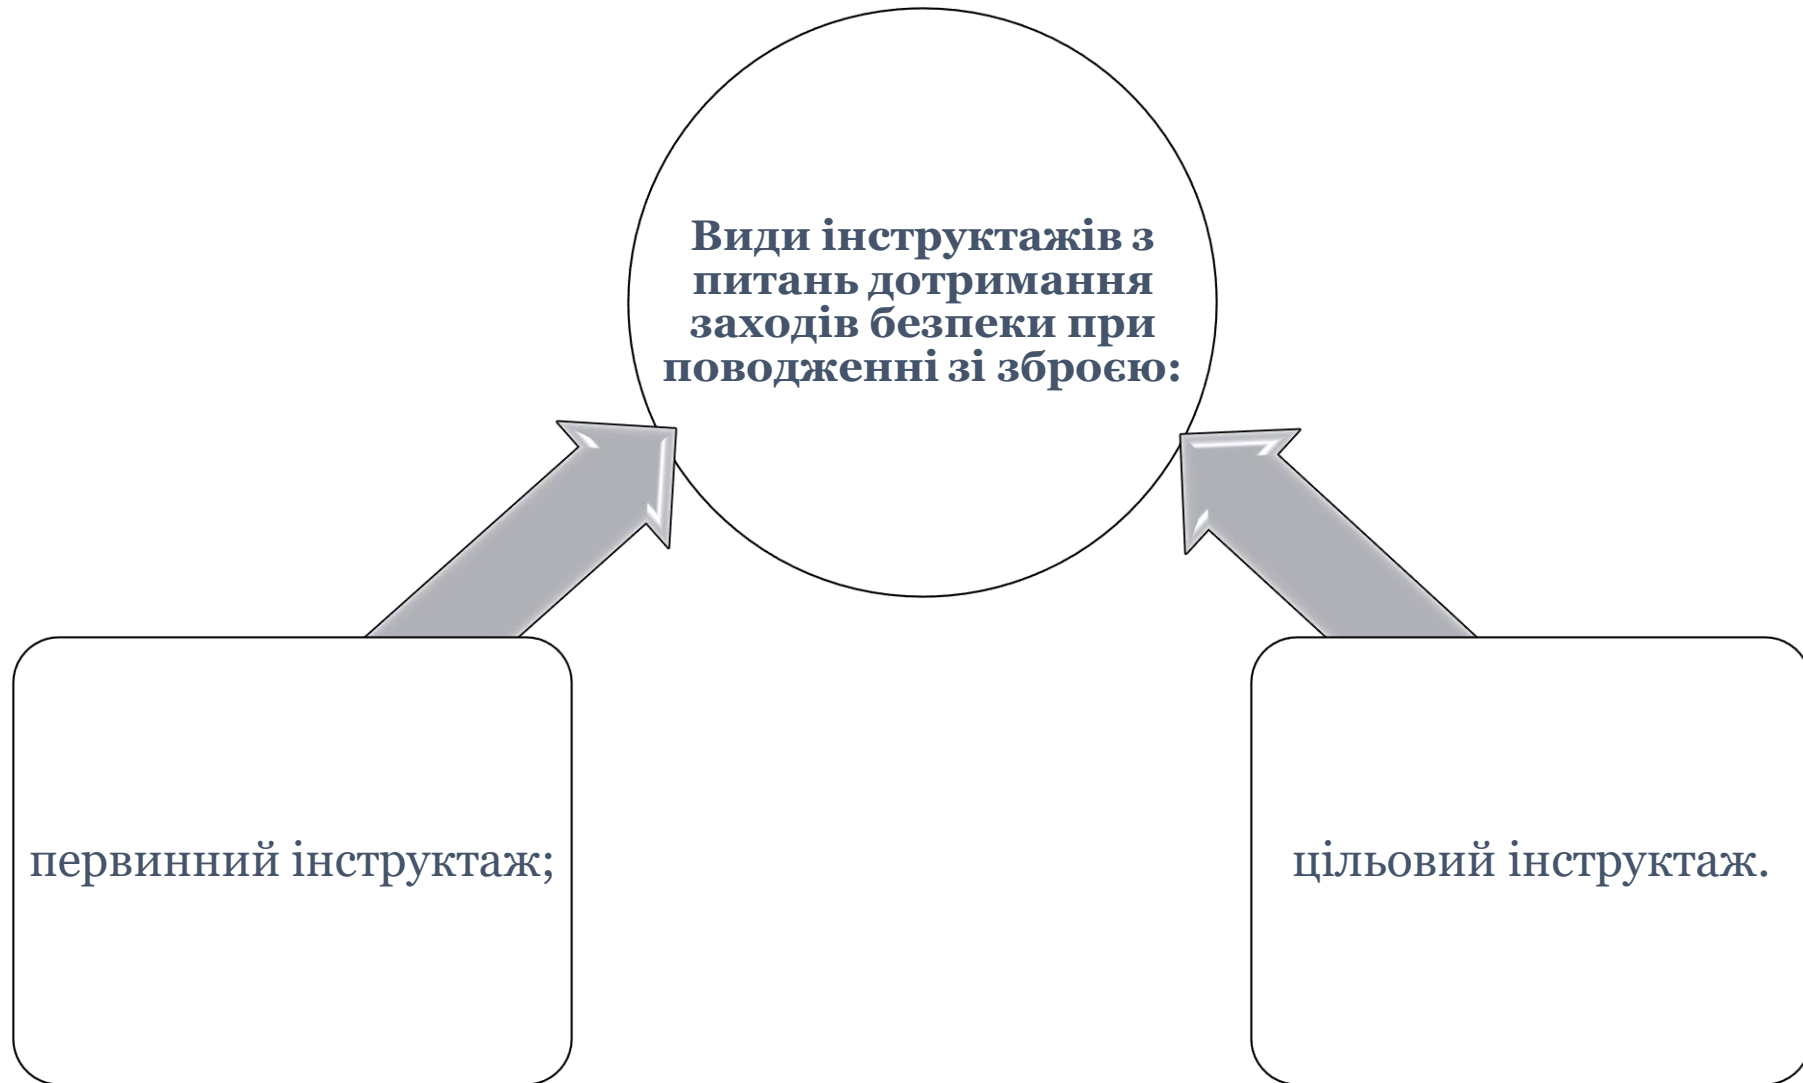 Види інструктажів з
питань дотримання
заходів безпеки при
поводженні зі зброєю:
первинний інструктаж;
цільовий інструктаж.